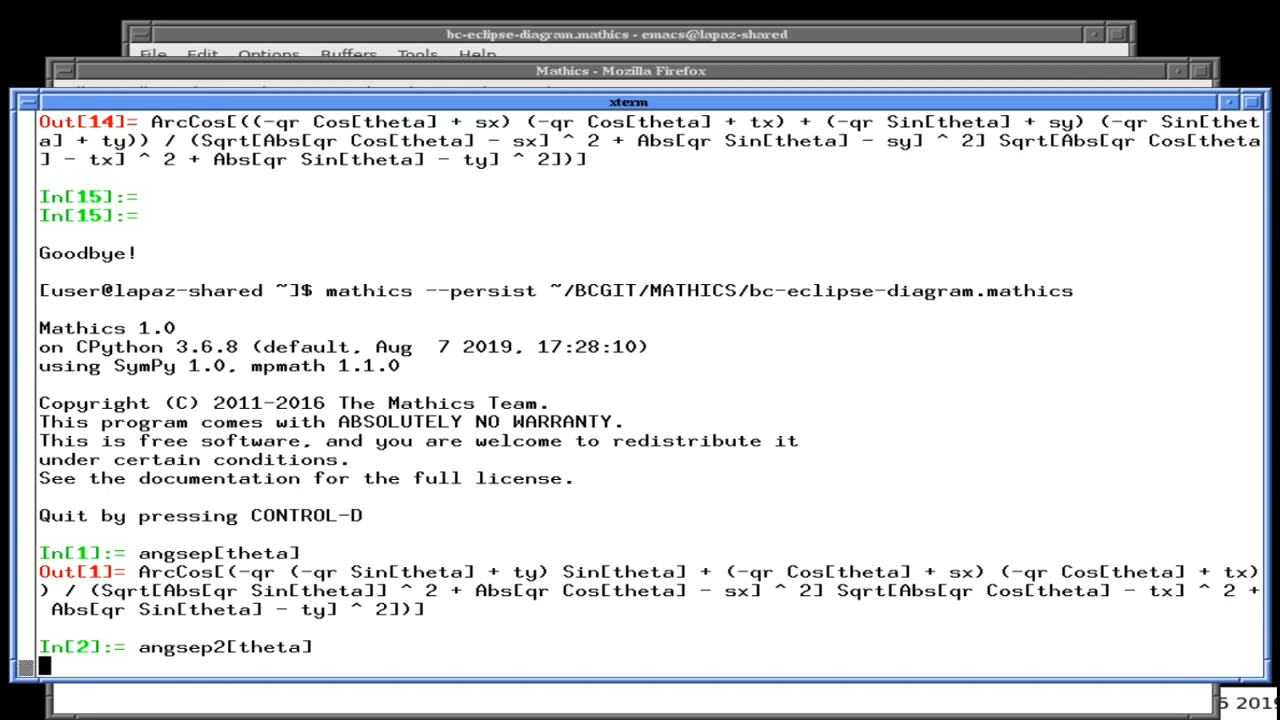 bc-eclipse-diagram.mathics - emacs@lapaz-shared
File Edit Options Buffers Tools Help
Mathics - Mozilla Firefox
xterm
Out[14]= ArcCos[((-qr Cos[theta] + sx) (-qr Cos[theta] + tx) + (-qr Sin[theta] + sy) (-qr Sin[thet
a] + ty)) / (Sqrt[Abs[qr Cos[theta] - sx] ^ 2 + Abs[qr Sin[theta] - sy] ^ 2] Sqrt[Abs[qr Cos[theta
] - tx] ^ 2 + Abs[qr Sin[theta] - ty] ^ 2])]
In[15]:=
In[15]:=
Goodbye!
[user@lapaz-shared ~]$ mathics --persist ~/BCGIT/MATHICS/bc-eclipse-diagram.mathics
Mathics 1.0
on CPython 3.6.8 (default, Aug  7 2019, 17:28:10)
using SymPy 1.0, mpmath 1.1.0
Copyright (C) 2011-2016 The Mathics Team.
This program comes with ABSOLUTELY NO WARRANTY.
This is free software, and you are welcome to redistribute it
under certain conditions.
See the documentation for the full license.
Quit by pressing CONTROL-D
In[1]:= angsep[theta]
Out[1]= ArcCos[(-qr (-qr Sin[theta] + ty) Sin[theta] + (-qr Cos[theta] + sx) (-qr Cos[theta] + tx)
) / (Sqrt[Abs[qr Sin[theta]] ^ 2 + Abs[qr Cos[theta] - sx] ^ 2] Sqrt[Abs[qr Cos[theta] - tx] ^ 2 +
 Abs[qr Sin[theta] - ty] ^ 2])]
In[2]:= angsep2[theta]
5 2019